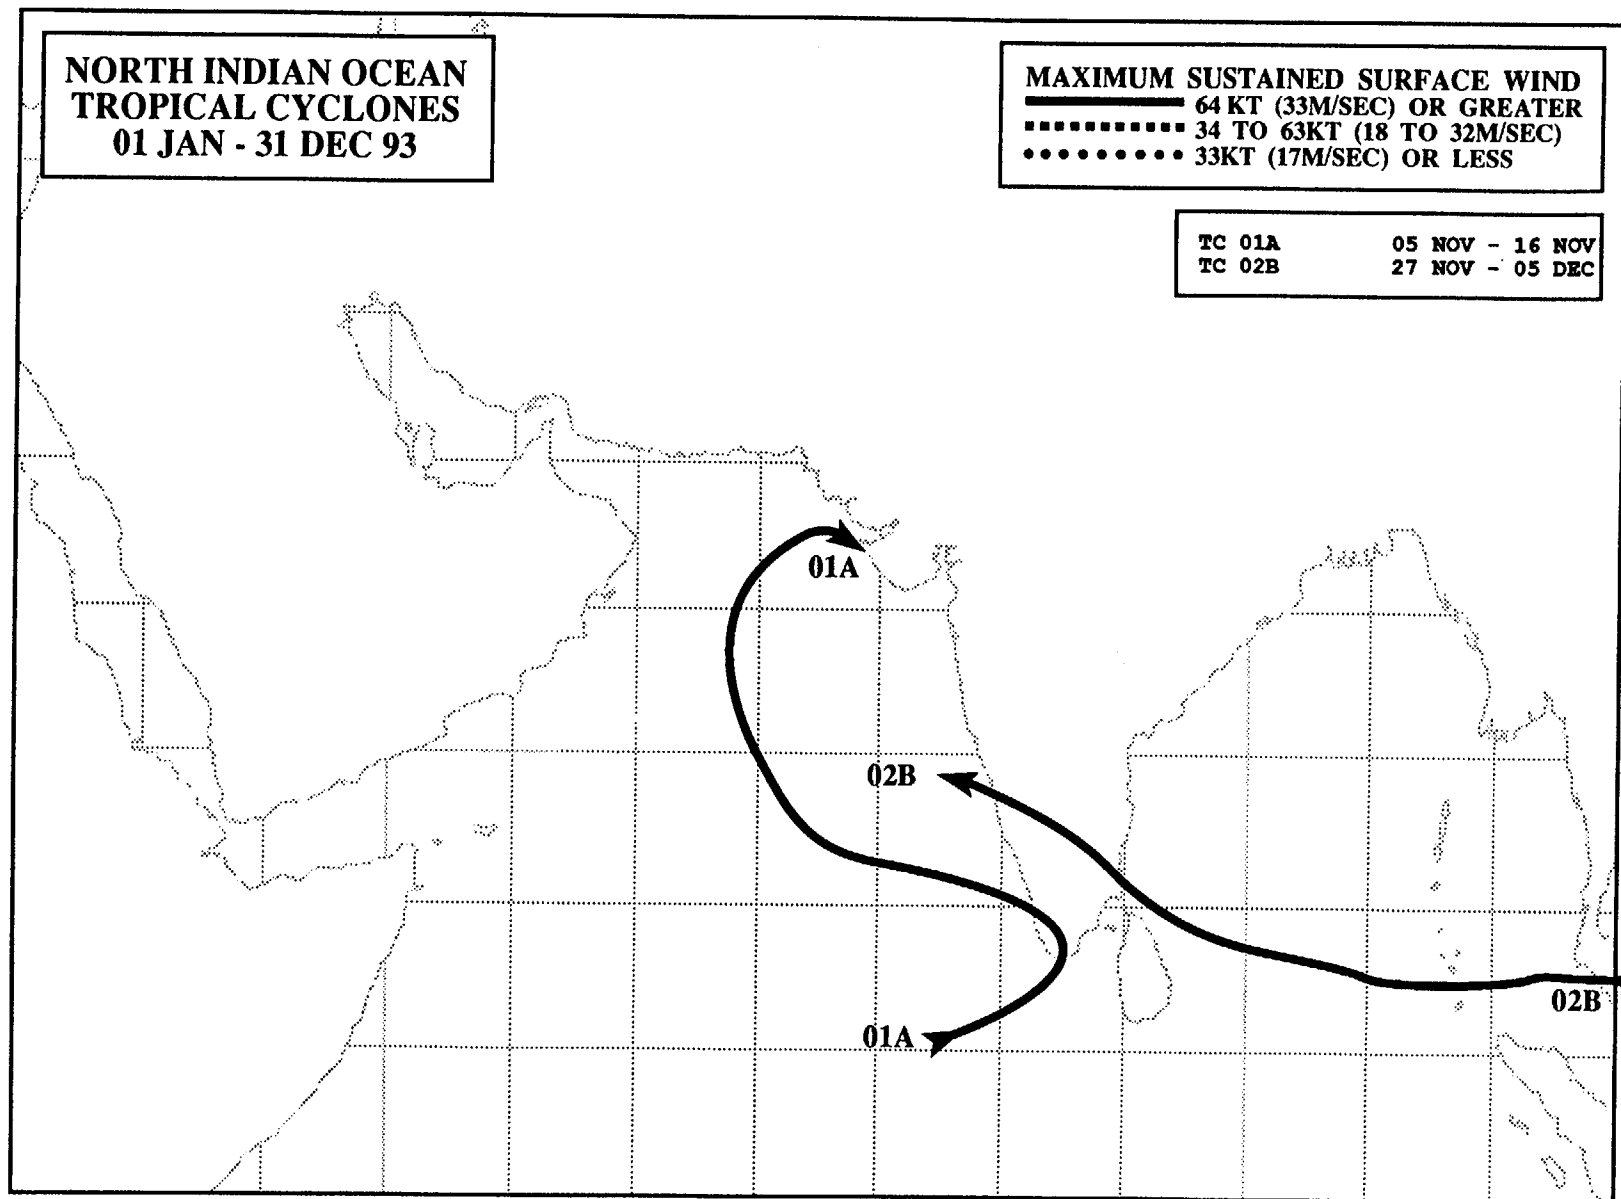 NORTH INDIAN OCEAN
TROPICAL CYCLONES
01 JAN - 31 DEC 93
MAXIMUM SUSTAINED SURFACE WIND
64 KT (33M/SEC) OR GREATER
34 TO 63KT (18 TO 32M/SEC)
33KT (17M/SEC) OR LESS
TC 01A 05 NOV - 16 NOV
TC 02B 27 NOV - 05 DEC
01A
02B
02B
01A